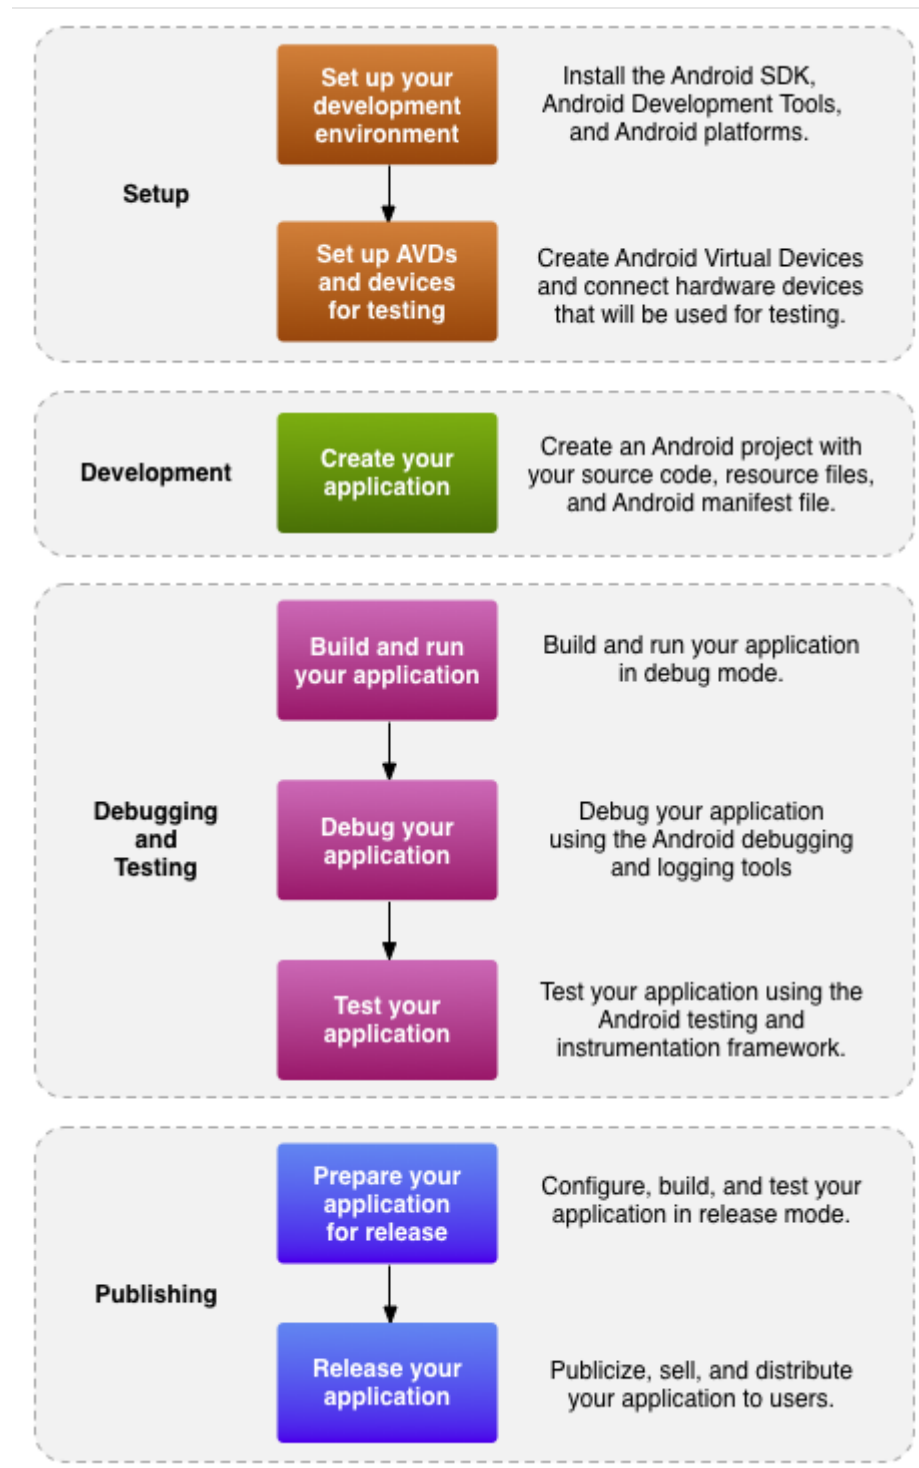 Set up your
development
environment
Install the Android SDK,
Android Development Tools,
and Android platforms.
Setup
Set up AVDs
and devices
for testing
Create Android Virtual Devices
and connect hardware devices
that will be used for testing.
Development
Create your
application
Create an Android project with
your source code, resource files,
and Android manifest file.
Build and run
your application
Build and run your application
in debug mode.
Debugging
and
Testing
Debug your
application
Debug your application
using the Android debugging
and logging tools
Test your
application
Test your application using the
Android testing and
instrumentation framework.
Prepare your
application
for release
Configure, build, and test your
application in release mode.
Publishing
Release your
application
Publicize, sell, and distribute
your application to users.